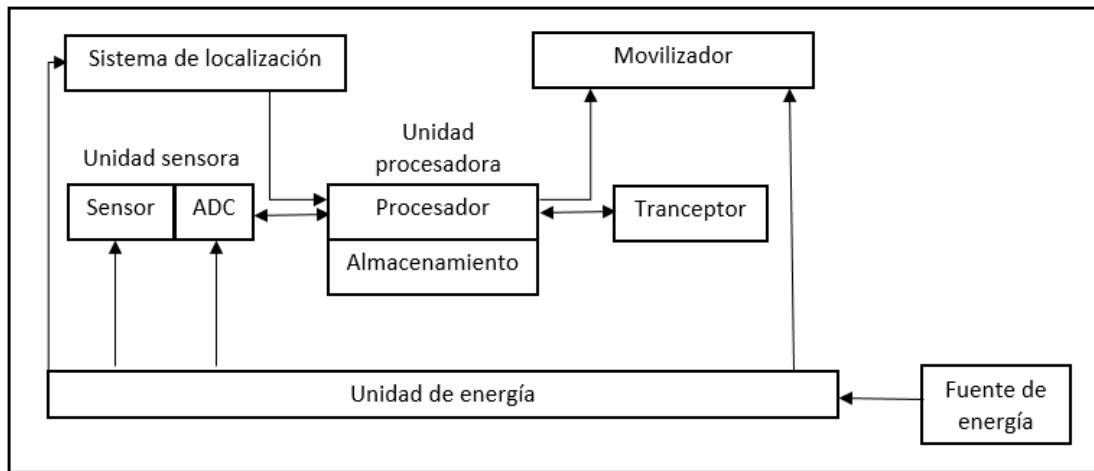 Sistema de localización
Movilizador
Unidad sensora
Unidad
procesadora
Sensor
ADC
Procesador
Tranceptor
Almacenamiento
Unidad de energía
Fuente de
energía